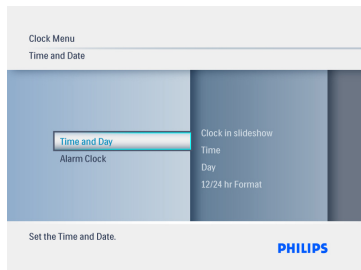 Clock Menu
Time and Date
Time and Day
Alarm Clock
Clock in slideshow
Time
Day
12/24 hr Format
Set the Time and Date.
PHILIPS